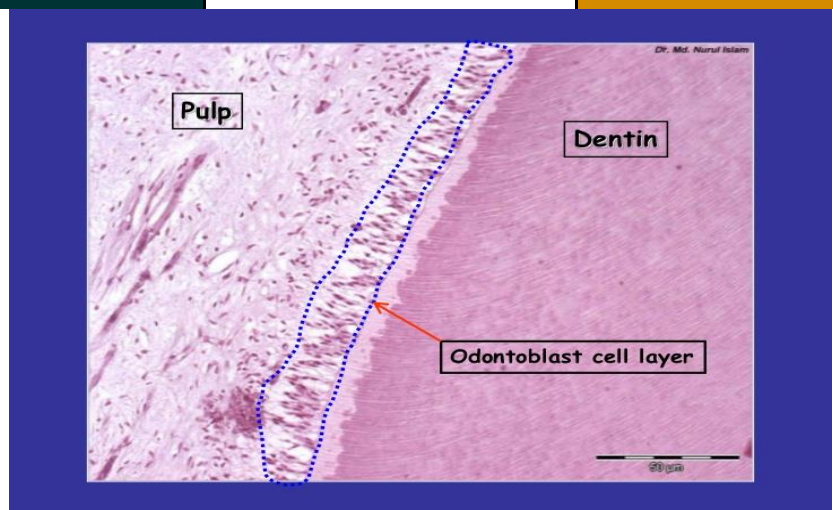 Dr. Md. Nurul Islam
Pulp
Dentin
Odontoblast cell layer
50 µm